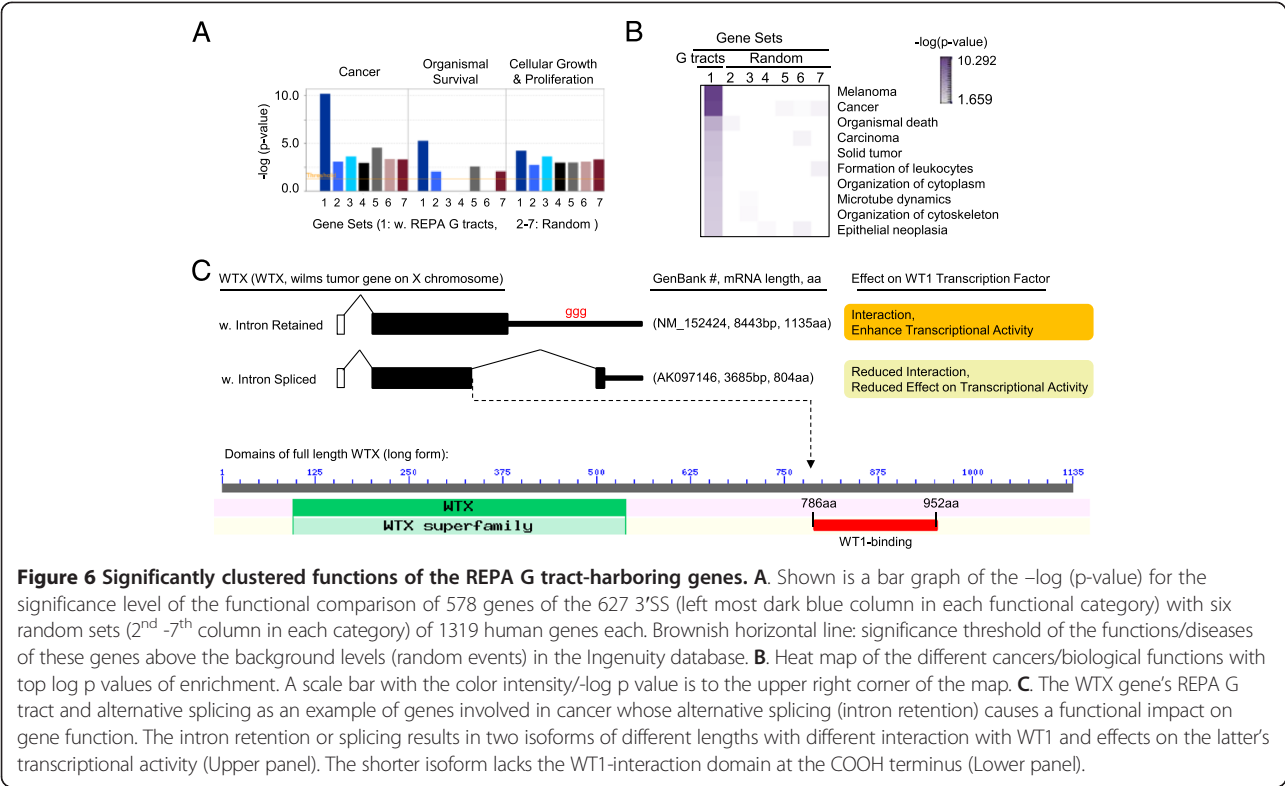 A
Cancer
Organismal
Survival
Cellular Growth
& Proliferation
-log (p-value)
10.0
5.0
0.0
Threshold
1 2 3 4 5 6 7 1 2 3 4 5 6 7 1 2 3 4 5 6 7
Gene Sets (1: w. REPA G tracts, 2-7: Random )
B
Gene Sets
G tracts Random
1 2 3 4 5 6 7
-log(p-value)
10.292
1.659
Melanoma
Cancer
Organismal death
Carcinoma
Solid tumor
Formation of leukocytes
Organization of cytoplasm
Microtube dynamics
Organization of cytoskeleton
Epithelial neoplasia
C
WTX (WTX, wilms tumor gene on X chromosome)
GenBank #, mRNA length, aa
Effect on WT1 Transcription Factor
w. Intron Retained
ggg
(NM_152424, 8443bp, 1135aa)
Interaction,
Enhance Transcriptional Activity
w. Intron Spliced
(AK097146, 3685bp, 804aa)
Reduced Interaction,
Reduced Effect on Transcriptional Activity
Domains of full length WTX (long form):
1 125 250 375 500 625 750 875 1000 1135
WTX
WTX superfamily
786aa
952aa
WT1-binding
Figure 6 Significantly clustered functions of the REPA G tract-harboring genes. A. Shown is a bar graph of the –log (p-value) for the
significance level of the functional comparison of 578 genes of the 627 3′SS (left most dark blue column in each functional category) with six
random sets (2nd -7th column in each category) of 1319 human genes each. Brownish horizontal line: significance threshold of the functions/diseases
of these genes above the background levels (random events) in the Ingenuity database. B. Heat map of the different cancers/biological functions with
top log p values of enrichment. A scale bar with the color intensity/-log p value is to the upper right corner of the map. C. The WTX gene's REPA G
tract and alternative splicing as an example of genes involved in cancer whose alternative splicing (intron retention) causes a functional impact on
gene function. The intron retention or splicing results in two isoforms of different lengths with different interaction with WT1 and effects on the latter's
transcriptional activity (Upper panel). The shorter isoform lacks the WT1-interaction domain at the COOH terminus (Lower panel).